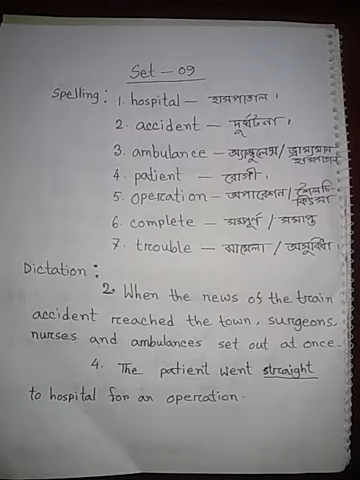 Set - 09
Spelling: 1. hospital - হাসপাতাল।
2. accident - দুর্ঘটনা।
3. ambulance - অ্যাম্বুলেন্স/ভ্রাম্যমান হাসপাতাল
4. patient - রোগী।
5. operation - অপারেশন/
6. complete - সম্পূর্ণ / সমাপ্ত
7. trouble - ঝামেলা / অসুবিধা।
Dictation:
2. When the news of the train
accident reached the town, surgeons,
nurses and ambulances set out at once.
4. The patient went straight
to hospital for an operation.